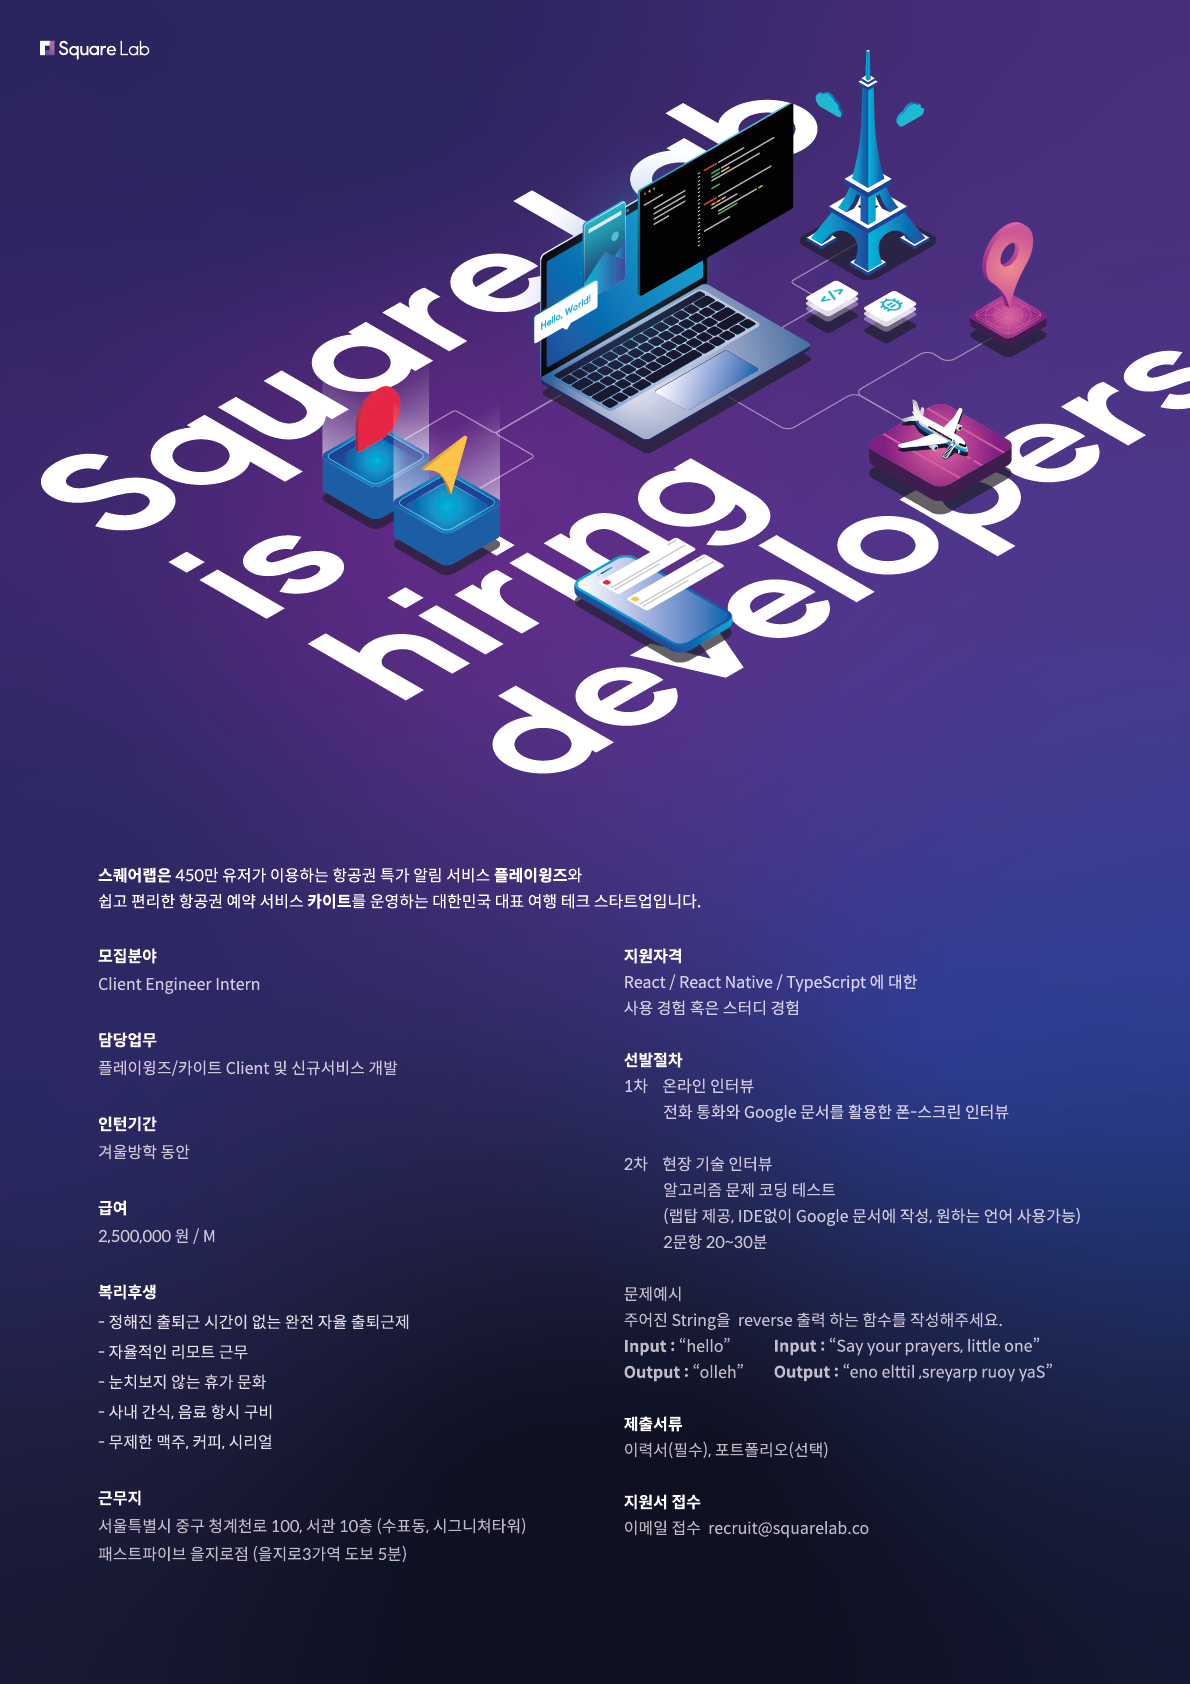 Square Lab
Square Lab
is
hiring
developers
Hello, World!
</>
스퀘어랩은 450만 유저가 이용하는 항공권 특가 알림 서비스 플레이윙즈와
쉽고 편리한 항공권 예약 서비스 카이트를 운영하는 대한민국 대표 여행 테크 스타트업입니다.
모집분야
Client Engineer Intern
담당업무
플레이윙즈/카이트 Client 및 신규서비스 개발
인턴기간
겨울방학 동안
급여
2,500,000 원 / M
복리후생
- 정해진 출퇴근 시간이 없는 완전 자율 출퇴근제
- 자율적인 리모트 근무
- 눈치보지 않는 휴가 문화
- 사내 간식, 음료 항시 구비
- 무제한 맥주, 커피, 시리얼
근무지
서울특별시 중구 청계천로 100, 서관 10층 (수표동, 시그니쳐타워)
패스트파이브 을지로점 (을지로3가역 도보 5분)
지원자격
React / React Native / TypeScript 에 대한
사용 경험 혹은 스터디 경험
선발절차
1차 온라인 인터뷰
전화 통화와 Google 문서를 활용한 폰-스크린 인터뷰
2차 현장 기술 인터뷰
알고리즘 문제 코딩 테스트
(랩탑 제공, IDE없이 Google 문서에 작성, 원하는 언어 사용가능)
2문항 20~30분
문제예시
주어진 String을 reverse 출력 하는 함수를 작성해주세요.
Input : “hello” Input : “Say your prayers, little one”
Output : “olleh” Output : “eno elttil ,sreyarp ruoy yaS”
제출서류
이력서(필수), 포트폴리오(선택)
지원서 접수
이메일 접수 recruit@squarelab.co